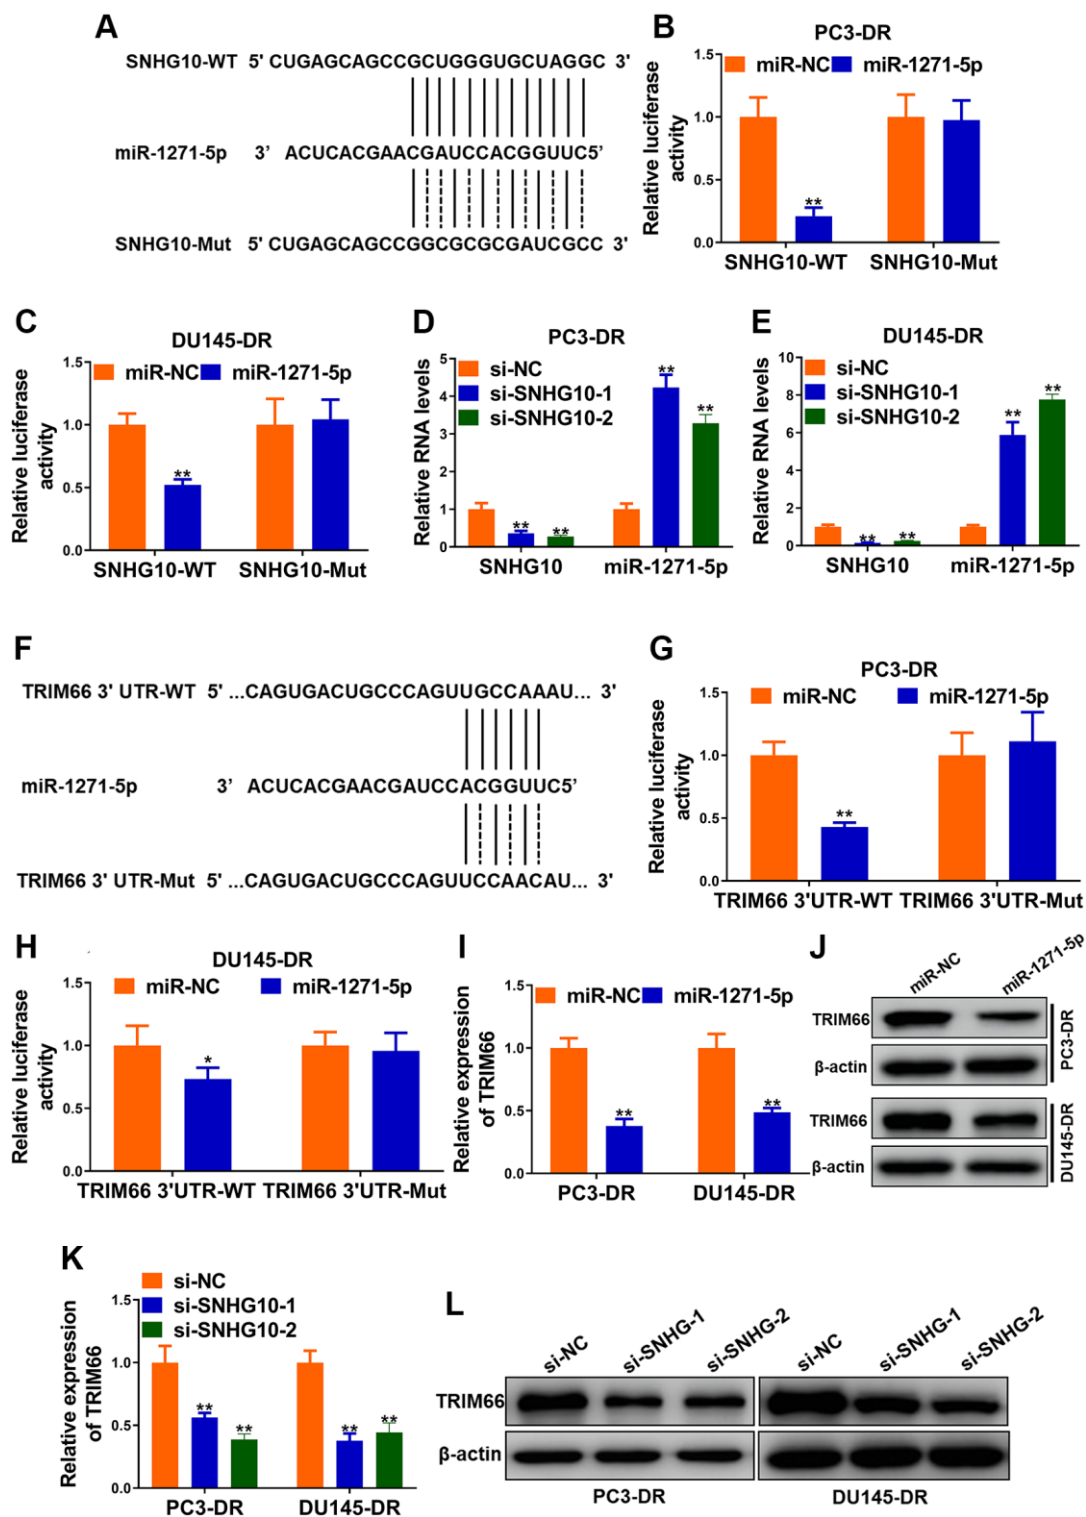 A
SNHG10-WT 5' CUGAGCAGCCGCUGGGUGCUAGGC 3'
miR-1271-5p 3’ ACUCACGAACGAUCCACGGUUC5’
SNHG10-Mut 5' CUGAGCAGCCGGCGCGCGAUCGCC 3'
B
PC3-DR
miR-NC miR-1271-5p
Relative luciferase
activity
1.5
1.0
0.5
0.0
**
SNHG10-WT SNHG10-Mut
C
DU145-DR
miR-NC miR-1271-5p
Relative luciferase
activity
1.5
1.0
0.5
0.0
**
SNHG10-WT SNHG10-Mut
D
PC3-DR
si-NC
si-SNHG10-1
si-SNHG10-2
Relative RNA levels
5
4
3
2
1
0
** ** ** **
SNHG10 miR-1271-5p
E
DU145-DR
si-NC
si-SNHG10-1
si-SNHG10-2
Relative RNA levels
10
8
6
4
2
0
** ** ** **
SNHG10 miR-1271-5p
F
TRIM66 3' UTR-WT 5' ...CAGUGACUGCCCAGUUGCCAAAU... 3'
miR-1271-5p 3’ ACUCACGAACGAUCCACGGUUC5’
TRIM66 3' UTR-Mut 5' ...CAGUGACUGCCCAGUUCCAACAU... 3'
G
PC3-DR
miR-NC miR-1271-5p
Relative luciferase
activity
1.5
1.0
0.5
0.0
**
TRIM66 3'UTR-WT TRIM66 3'UTR-Mut
H
DU145-DR
miR-NC miR-1271-5p
Relative luciferase
activity
1.5
1.0
0.5
0.0
*
TRIM66 3'UTR-WT TRIM66 3'UTR-Mut
I
miR-NC miR-1271-5p
Relative expression
of TRIM66
1.5
1.0
0.5
0.0
** **
PC3-DR DU145-DR
J
miR-NC miR-1271-5p
TRIM66
β-actin
PC3-DR
TRIM66
β-actin
DU145-DR
K
si-NC
si-SNHG10-1
si-SNHG10-2
Relative expression
of TRIM66
1.5
1.0
0.5
0.0
** ** ** **
PC3-DR DU145-DR
L
si-NC si-SNHG-1 si-SNHG-2 si-NC si-SNHG-1 si-SNHG-2
TRIM66
β-actin
PC3-DR DU145-DR